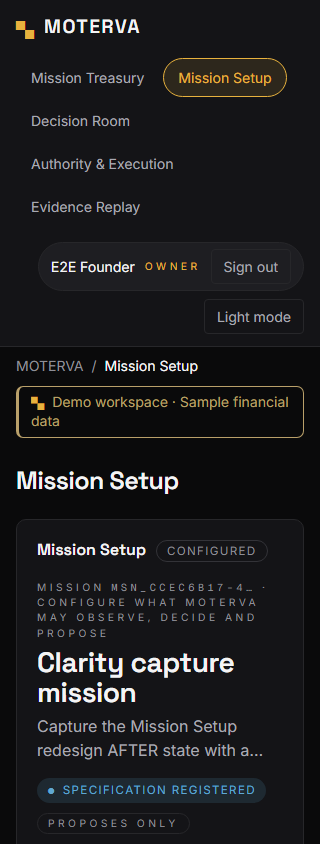 MOTERVA
Mission Treasury
Mission Setup
Decision Room
Authority & Execution
Evidence Replay
E2E Founder OWNER Sign out
Light mode
MOTERVA / Mission Setup
Demo workspace · Sample financial
data
Mission Setup
Mission Setup CONFIGURED
MISSION MSN_CCEC6B17-4… ·
CONFIGURE WHAT MOTERVA
MAY OBSERVE, DECIDE AND
PROPOSE
Clarity capture
mission
Capture the Mission Setup
redesign AFTER state with a…
SPECIFICATION REGISTERED
PROPOSES ONLY